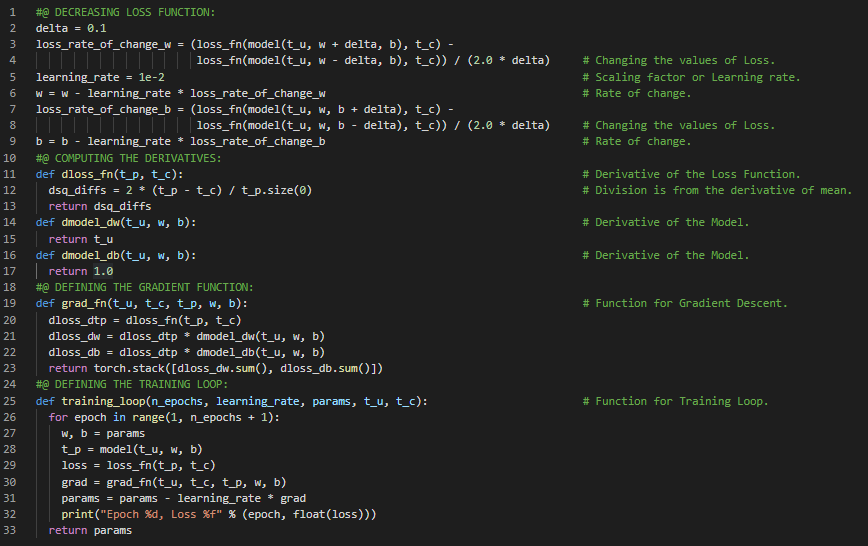 1 #@ DECREASING LOSS FUNCTION:
2 delta = 0.1
3 loss_rate_of_change_w = (loss_fn(model(t_u, w + delta, b), t_c) -
4                          loss_fn(model(t_u, w - delta, b), t_c)) / (2.0 * delta)     # Changing the values of Loss.
5 learning_rate = 1e-2                                                                 # Scaling factor or Learning rate.
6 w = w - learning_rate * loss_rate_of_change_w                                        # Rate of change.
7 loss_rate_of_change_b = (loss_fn(model(t_u, w, b + delta), t_c) -
8                          loss_fn(model(t_u, w, b - delta), t_c)) / (2.0 * delta)     # Changing the values of Loss.
9 b = b - learning_rate * loss_rate_of_change_b                                        # Rate of change.
10 #@ COMPUTING THE DERIVATIVES:
11 def dloss_fn(t_p, t_c):                                                              # Derivative of the Loss Function.
12   dsq_diffs = 2 * (t_p - t_c) / t_p.size(0)                                          # Division is from the derivative of mean.
13   return dsq_diffs
14 def dmodel_dw(t_u, w, b):                                                            # Derivative of the Model.
15   return t_u
16 def dmodel_db(t_u, w, b):                                                            # Derivative of the Model.
17   return 1.0
18 #@ DEFINING THE GRADIENT FUNCTION:
19 def grad_fn(t_u, t_c, t_p, w, b):                                                    # Function for Gradient Descent.
20   dloss_dtp = dloss_fn(t_p, t_c)
21   dloss_dw = dloss_dtp * dmodel_dw(t_u, w, b)
22   dloss_db = dloss_dtp * dmodel_db(t_u, w, b)
23   return torch.stack([dloss_dw.sum(), dloss_db.sum()])
24 #@ DEFINING THE TRAINING LOOP:
25 def training_loop(n_epochs, learning_rate, params, t_u, t_c):                        # Function for Training Loop.
26   for epoch in range(1, n_epochs + 1):
27     w, b = params
28     t_p = model(t_u, w, b)
29     loss = loss_fn(t_p, t_c)
30     grad = grad_fn(t_u, t_c, t_p, w, b)
31     params = params - learning_rate * grad
32     print("Epoch %d, Loss %f" % (epoch, float(loss)))
33   return params